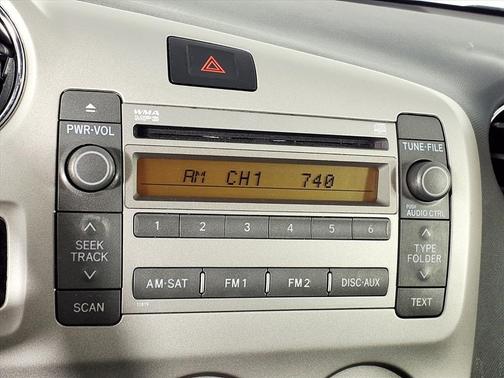 WMA
MP3
PWR·VOL
TUNE·FILE
AM CH1 740
PUSH
AUDIO CTRL
1 2 3 4 5 6
SEEK
TRACK
TYPE
FOLDER
AM·SAT FM1 FM2 DISC·AUX
SCAN
TEXT